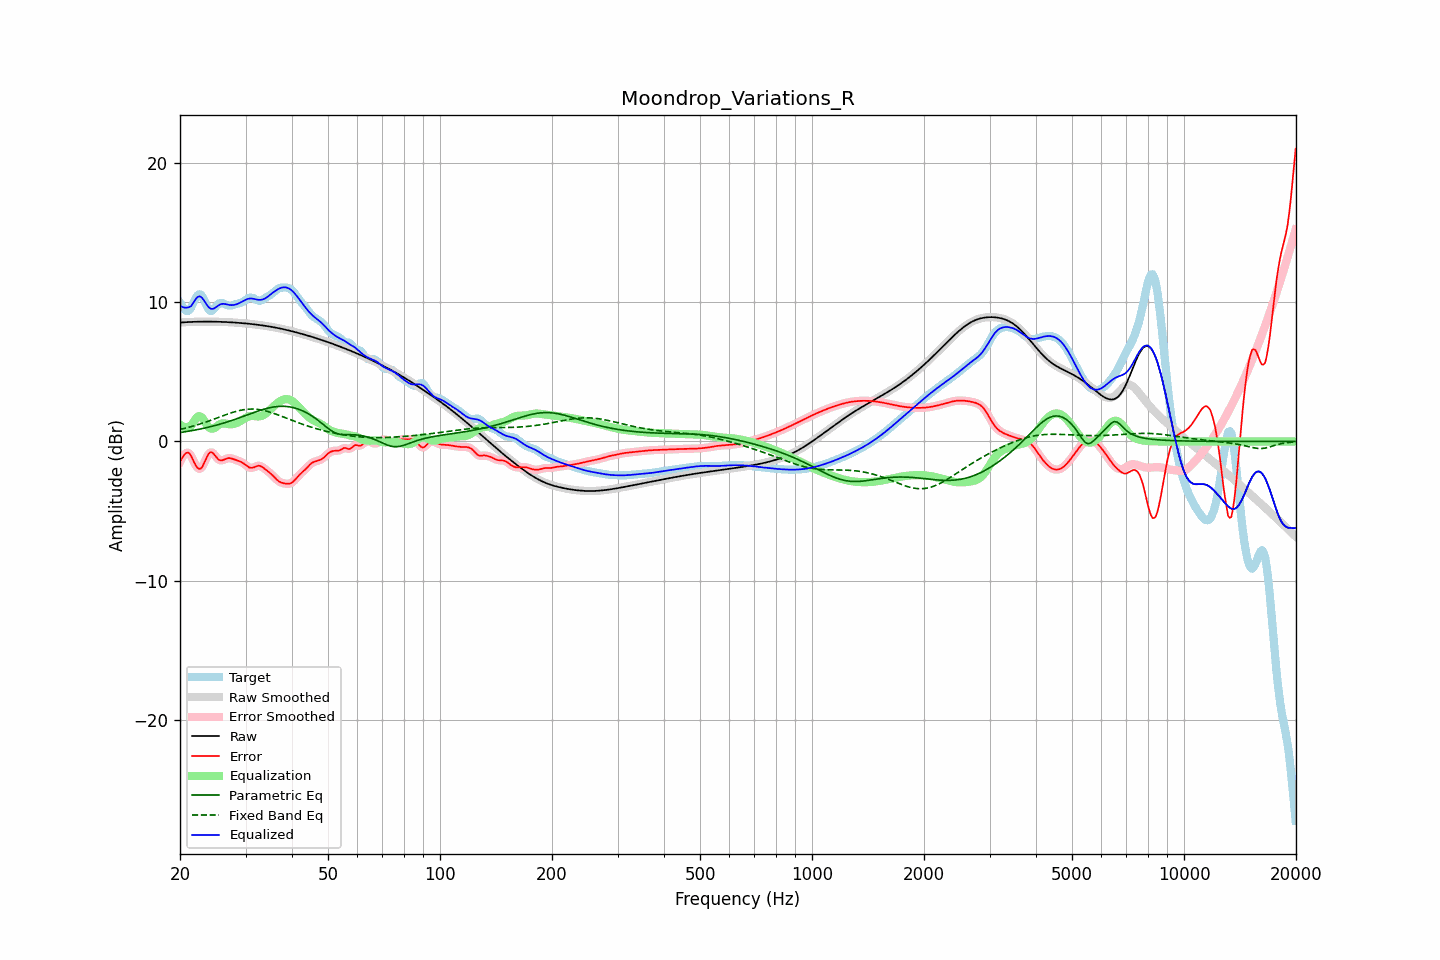 Moondrop_Variations_R
Amplitude (dBr)
20
10
0
−10
−20
Target
Raw Smoothed
Error Smoothed
Raw
Error
Equalization
Parametric Eq
Fixed Band Eq
Equalized
20 50 100 200 500 1000 2000 5000 10000 20000
Frequency (Hz)